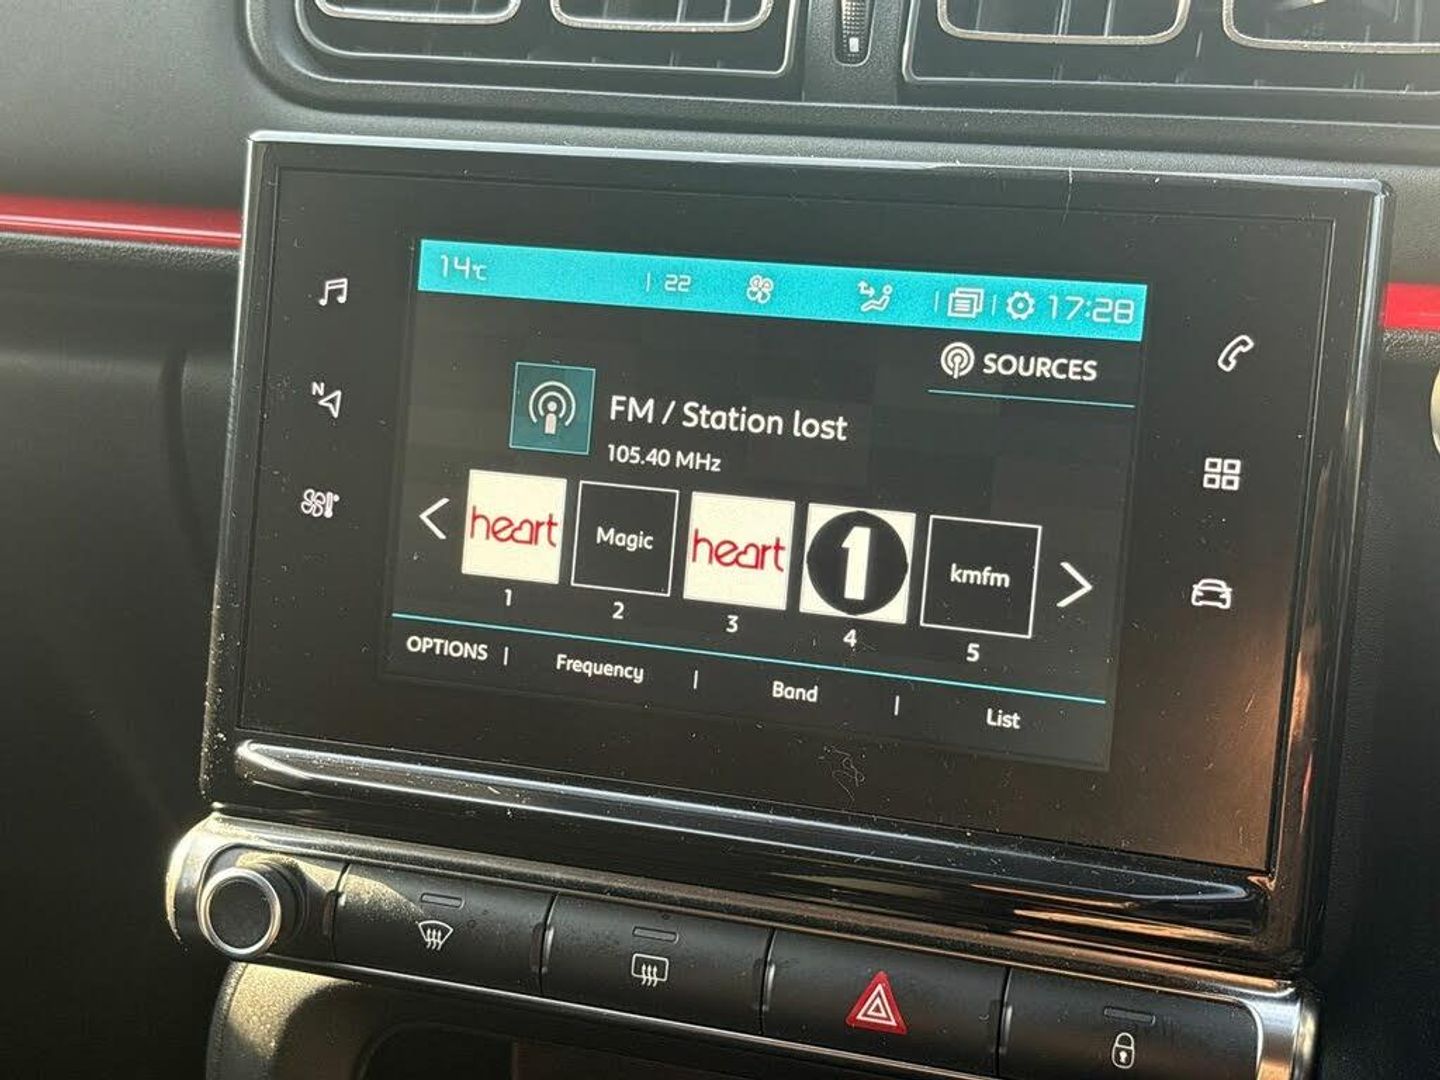 14°C | 22 | | 17:28
SOURCES
FM / Station lost
105.40 MHz
N
heart Magic heart 1 kmfm
1 2 3 4 5
OPTIONS | Frequency | Band | List